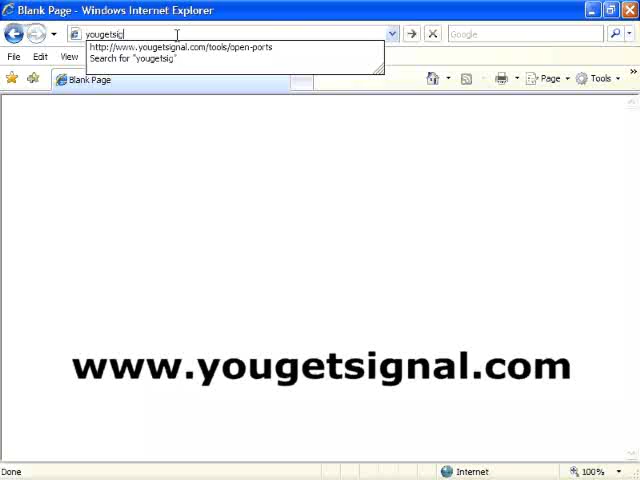 Blank Page - Windows Internet Explorer
yougetsig
Google
http://www.yougetsignal.com/tools/open-ports
Search for "yougetsig"
File Edit View
Blank Page
Page Tools
www.yougetsignal.com
Done
Internet
100%